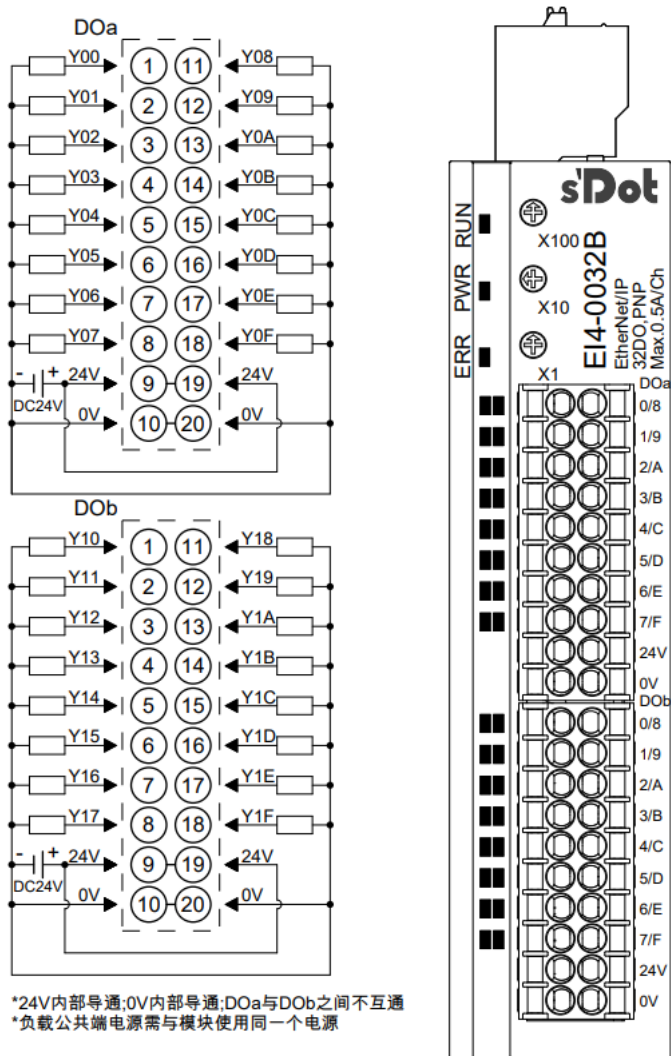 DOa
Y00 1 11 Y08
Y01 2 12 Y09
Y02 3 13 Y0A
Y03 4 14 Y0B
Y04 5 15 Y0C
Y05 6 16 Y0D
Y06 7 17 Y0E
Y07 8 18 Y0F
- + 24V 9 19 24V
DC24V
0V 10 20 0V
DOb
Y10 1 11 Y18
Y11 2 12 Y19
Y12 3 13 Y1A
Y13 4 14 Y1B
Y14 5 15 Y1C
Y15 6 16 Y1D
Y16 7 17 Y1E
Y17 8 18 Y1F
- + 24V 9 19 24V
DC24V
0V 10 20 0V
*24V内部导通;0V内部导通;DOa与DOb之间不互通
*负载公共端电源需与模块使用同一个电源
s'Dot
RUN
PWR
ERR
X100
X10
X1
EI4-0032B
EtherNet/IP
32DO,PNP
Max.0.5A/Ch
DOa
0/8
1/9
2/A
3/B
4/C
5/D
6/E
7/F
24V
0V
DOb
0/8
1/9
2/A
3/B
4/C
5/D
6/E
7/F
24V
0V